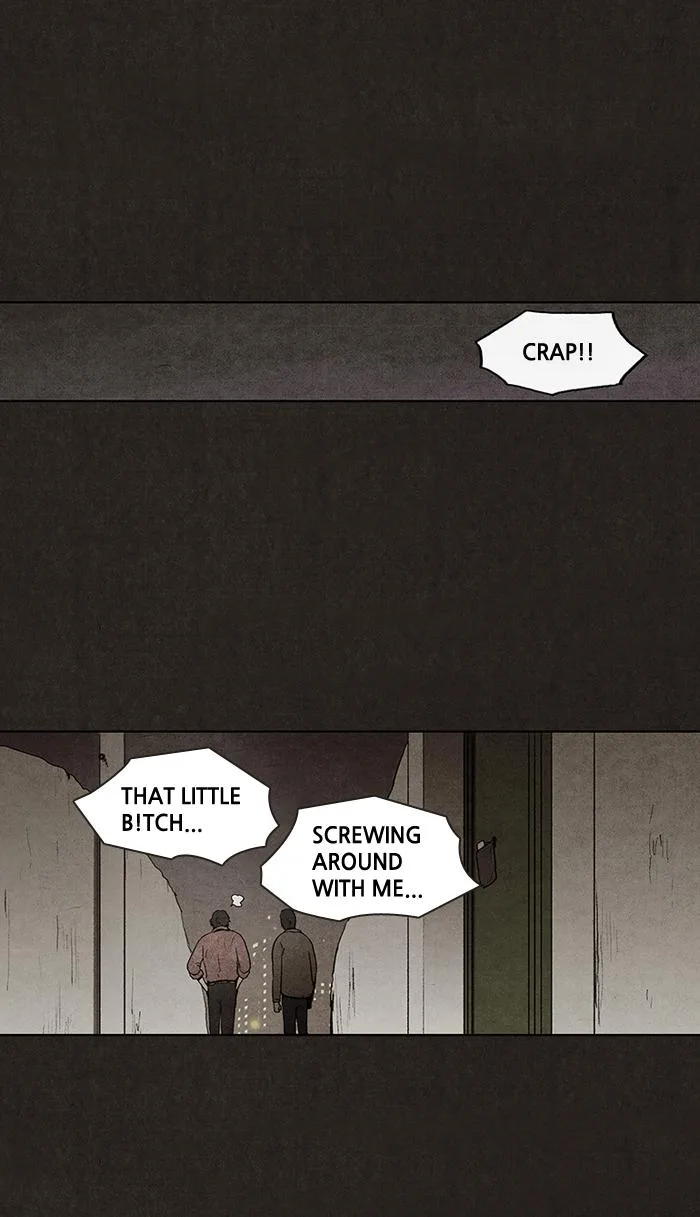 CRAP!!
THAT LITTLE
B!TCH...
SCREWING
AROUND
WITH ME...